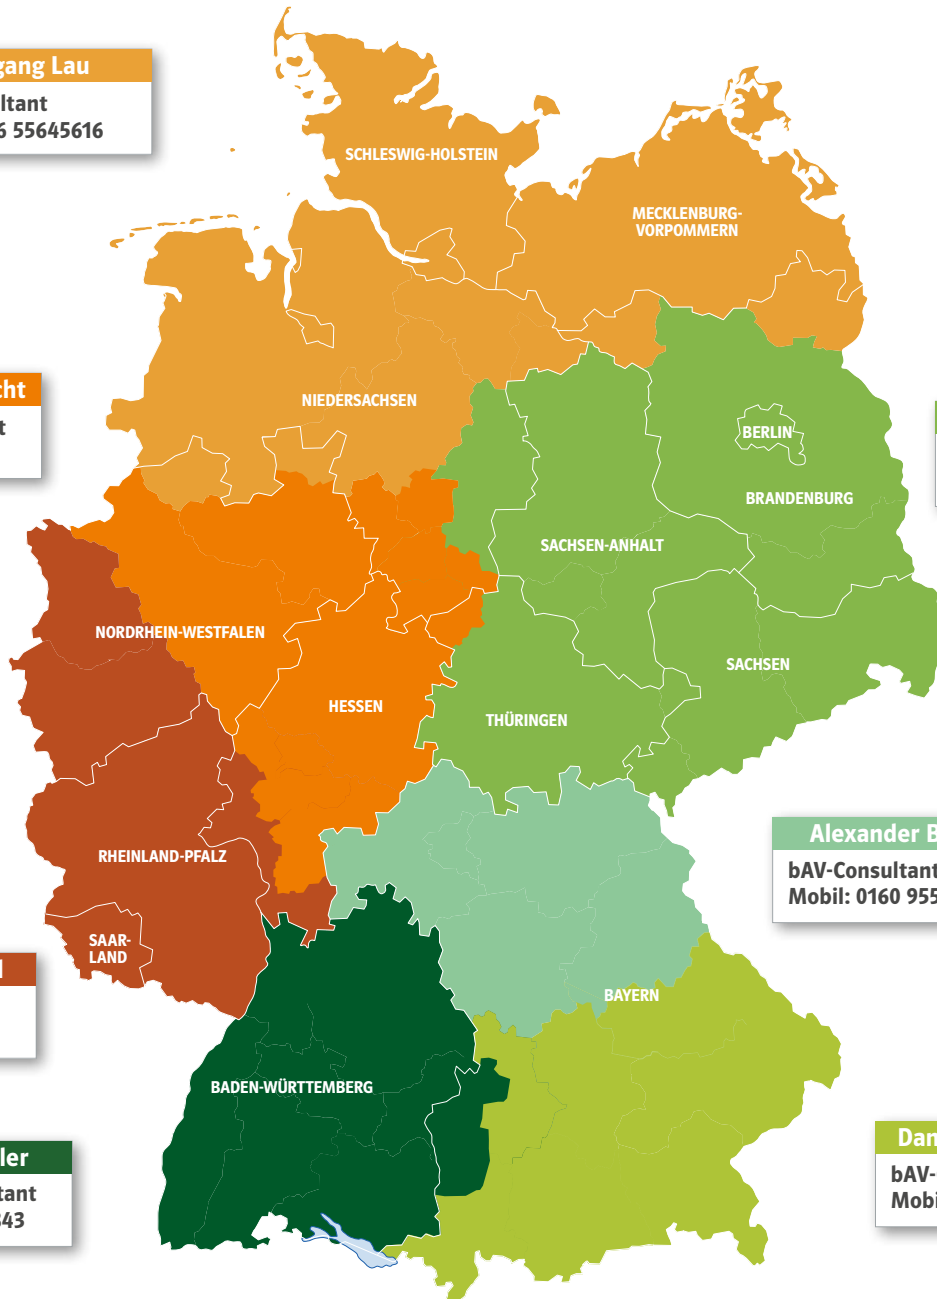 gang Lau
ltant
6 55645616
SCHLESWIG-HOLSTEIN
MECKLENBURG-
VORPOMMERN
cht
t
NIEDERSACHSEN
BERLIN
BRANDENBURG
SACHSEN-ANHALT
NORDRHEIN-WESTFALEN
HESSEN
SACHSEN
THÜRINGEN
Alexander B
bAV-Consultant
Mobil: 0160 955
RHEINLAND-PFALZ
SAAR-
LAND
l
BAYERN
BADEN-WÜRTTEMBERG
Dan
bAV-
Mobi
ler
tant
343